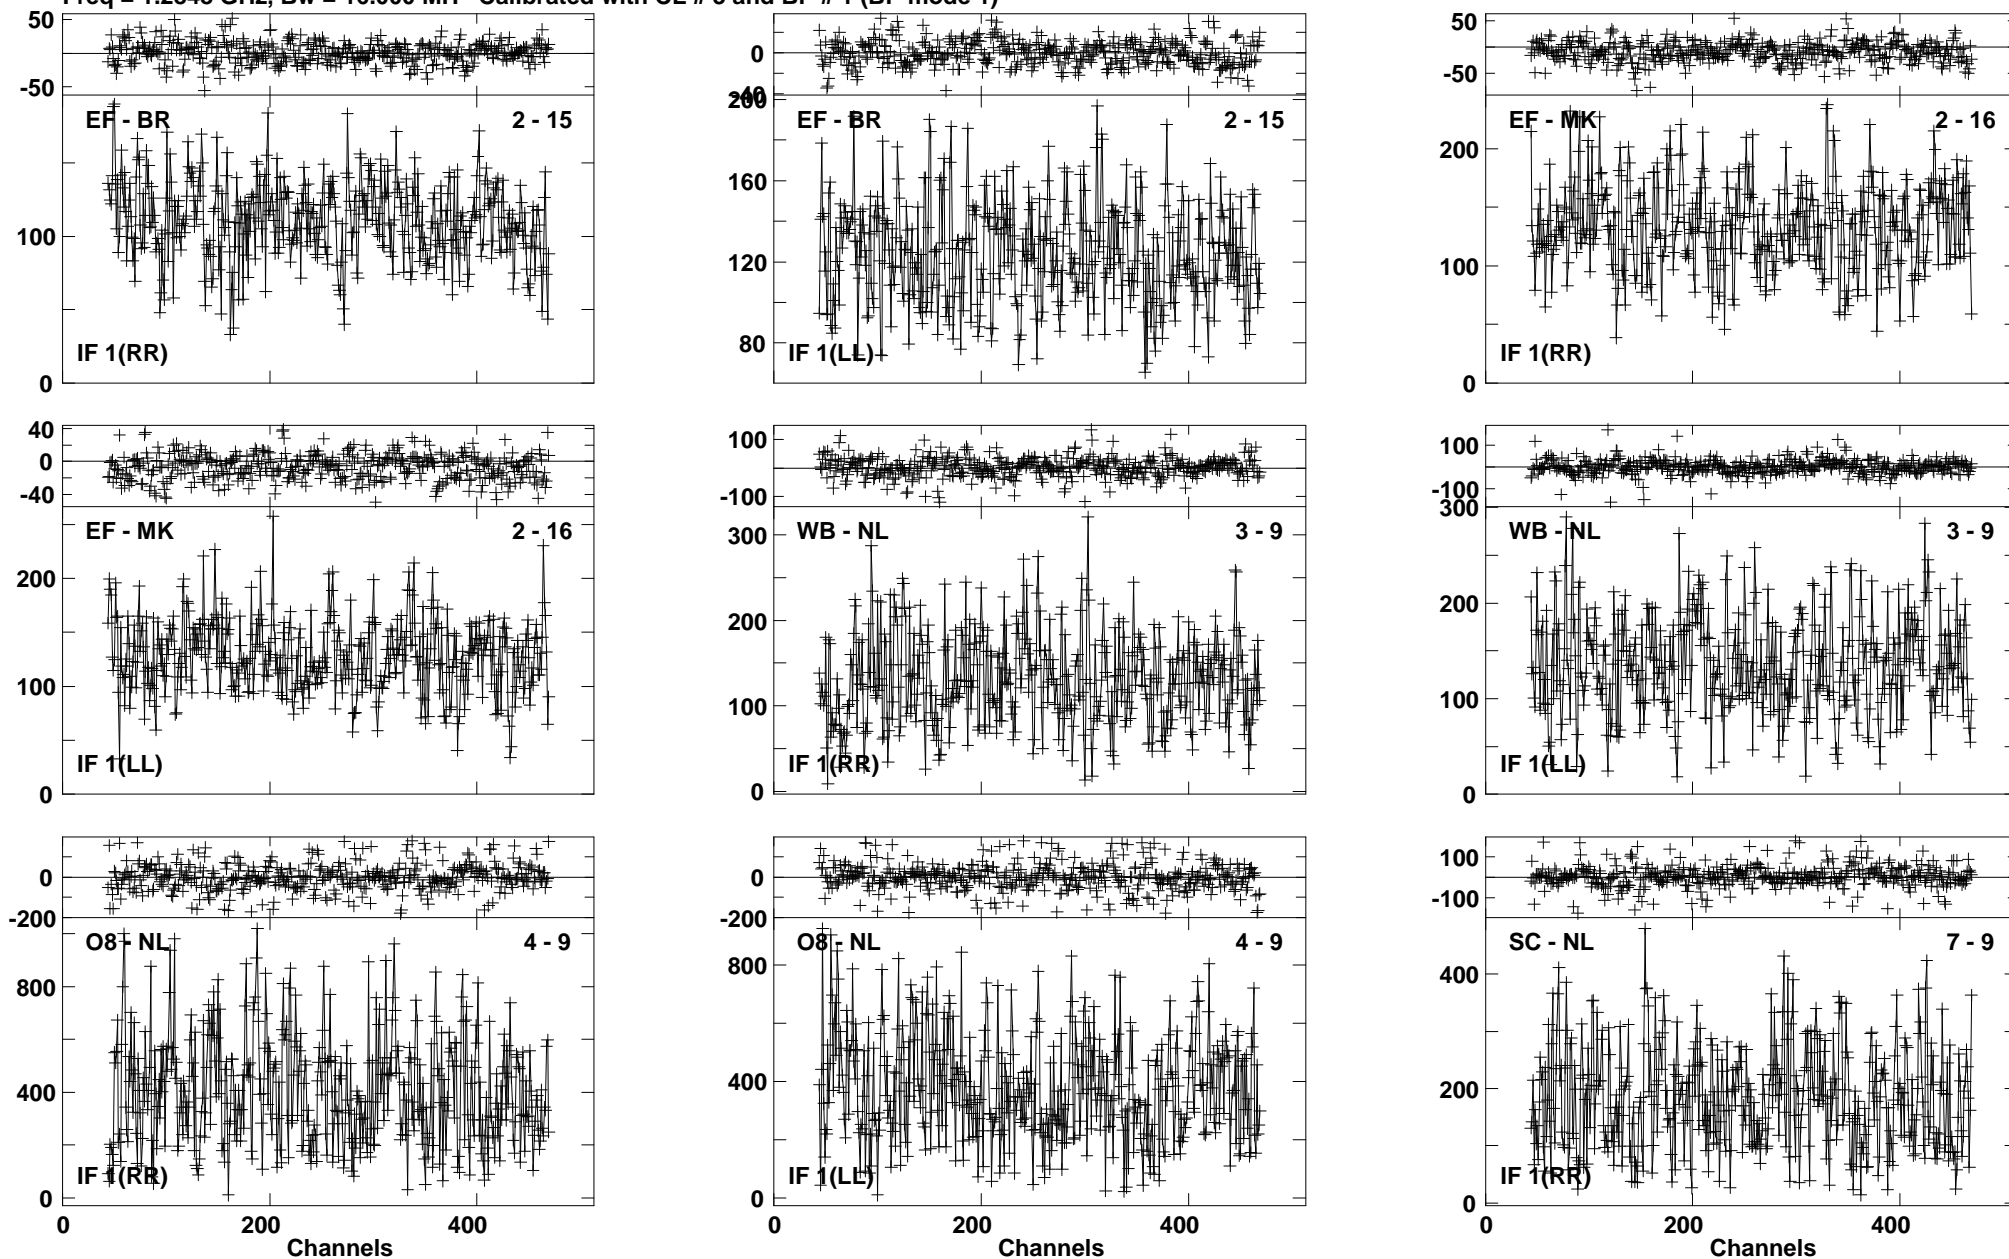 Freq = GHz, Bw = MH Calibrated with CL # and BP # 1 (BP mode 1)
50 0 50
0 -50
-50 -40
EF - BR 2 - 15 200 EF - BR 2 - 15 EF - MK 2 - 16
200
160
100 120 100
80
IF 1(RR) IF 1(LL) IF 1(RR)
0 0
40 100 100
0 0 0
-40 -100 -100
EF - MK 2 - 16 WB - NL 3 - 9 300 WB - NL 3 - 9
300
200 200 200
100 100 100
IF 1(LL) IF 1(RR) IF 1(LL)
0 0 0
100
0 0 0
-100
-200 -200
O8 - NL 4 - 9 O8 - NL 4 - 9 SC - NL 7 - 9
800 800 400
400 400 200
IF 1(RR) IF 1(LL) IF 1(RR)
0 0 0
0 200 400 0 200 400 0 200 400
Channels Channels Channels